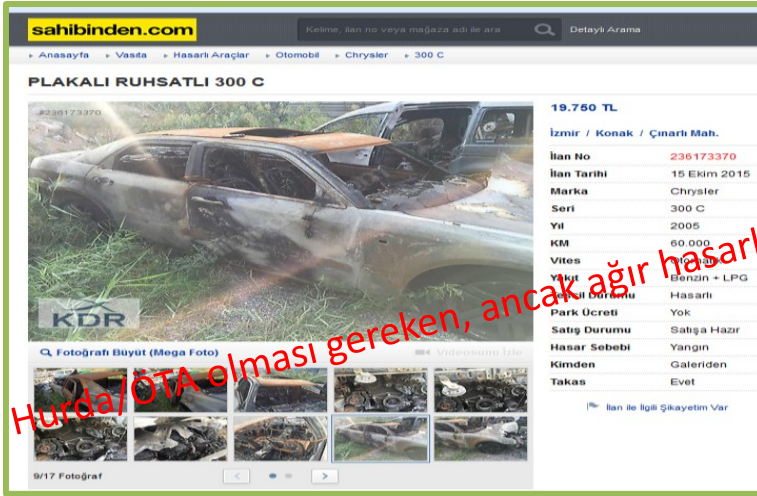 sahibinden.com
Kelime, ilan no veya mağaza adı ile ara
Detaylı Arama
Anasayfa
Vasıta
Hasarlı Araçlar
Otomobil
Chrysler
300 C
PLAKALI RUHSATLI 300 C
#236173370
KDR
Fotoğrafı Büyüt (Mega Foto)
Videosunu İzle
9/17 Fotoğraf
19.750 TL
İzmir / Konak / Çınarlı Mah.
İlan No 236173370
İlan Tarihi 15 Ekim 2015
Marka Chrysler
Seri 300 C
Yıl 2005
KM 60.000
Vites Otomatik
Yakıt Benzin + LPG
Durumu Hasarlı
Park Ücreti Yok
Satış Durumu Satışa Hazır
Hasar Sebebi Yangın
Kimden Galeriden
Takas Evet
İlan ile İlgili Şikayetim Var
Hurda/ÖTA olması gereken, ancak ağır hasarlı